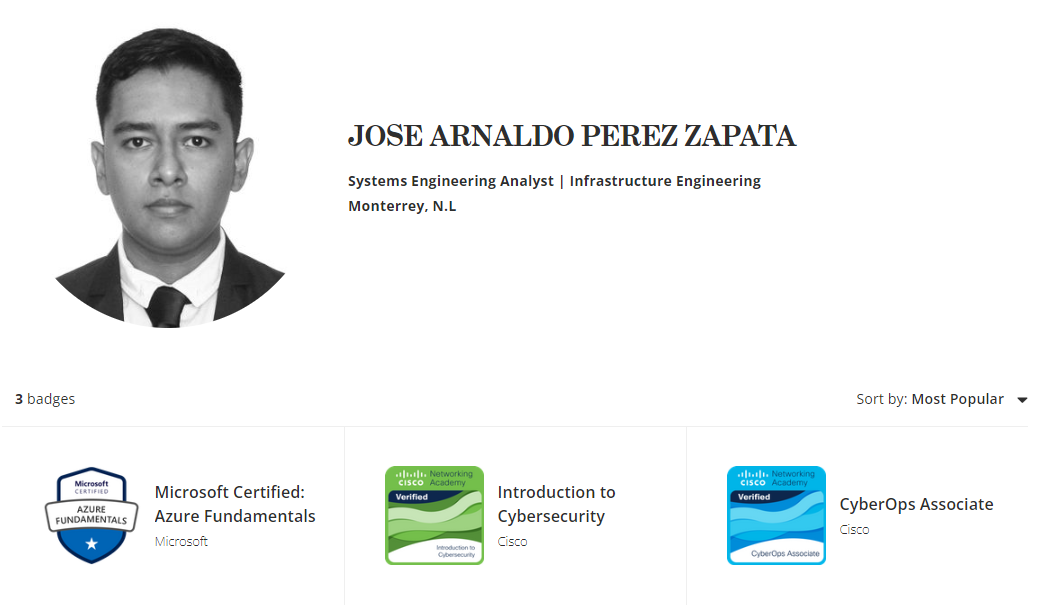 JOSE ARNALDO PEREZ ZAPATA
Systems Engineering Analyst | Infrastructure Engineering
Monterrey, N.L
3 badges
Sort by: Most Popular
Microsoft
CERTIFIED
AZURE
FUNDAMENTALS
Microsoft Certified:
Azure Fundamentals
Microsoft
CISCO
Networking
Academy
Verified
Introduction to
Cybersecurity
Introduction to
Cybersecurity
Cisco
CISCO
Networking
Academy
Verified
CyberOps Associate
CyberOps Associate
Cisco